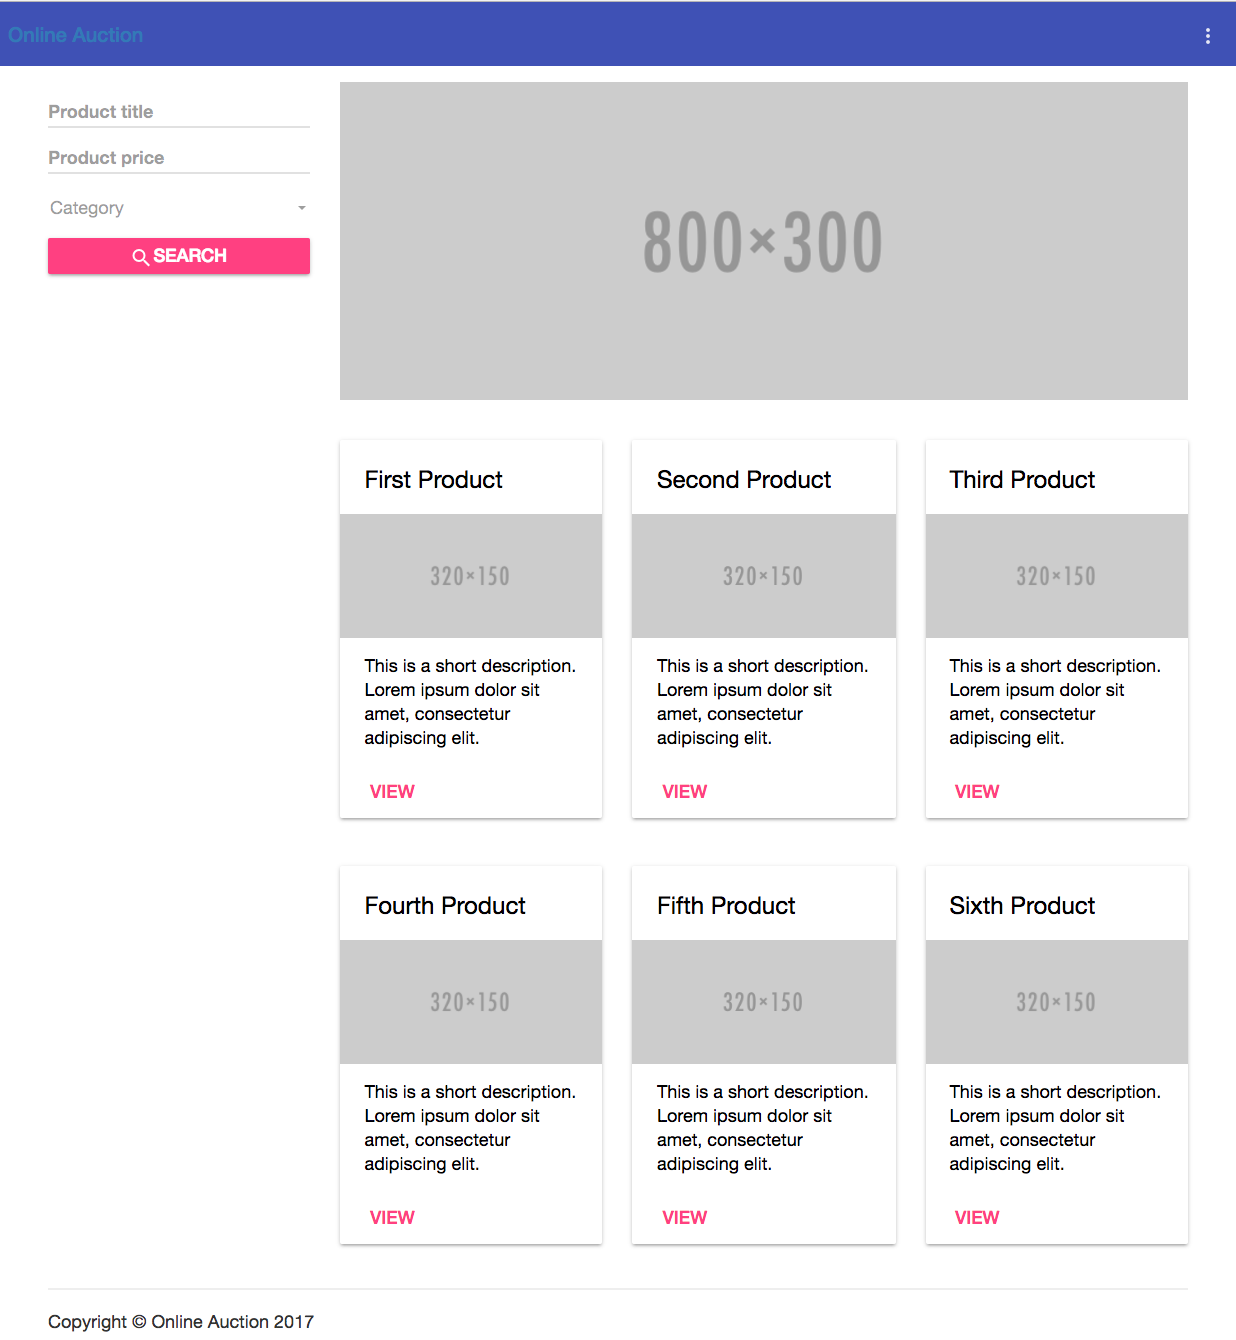 Online Auction
Product title
Product price
Category
SEARCH
800×300
First Product
320×150
This is a short description.
Lorem ipsum dolor sit
amet, consectetur
adipiscing elit.
VIEW
Second Product
320×150
This is a short description.
Lorem ipsum dolor sit
amet, consectetur
adipiscing elit.
VIEW
Third Product
320×150
This is a short description.
Lorem ipsum dolor sit
amet, consectetur
adipiscing elit.
VIEW
Fourth Product
320×150
This is a short description.
Lorem ipsum dolor sit
amet, consectetur
adipiscing elit.
VIEW
Fifth Product
320×150
This is a short description.
Lorem ipsum dolor sit
amet, consectetur
adipiscing elit.
VIEW
Sixth Product
320×150
This is a short description.
Lorem ipsum dolor sit
amet, consectetur
adipiscing elit.
VIEW
Copyright © Online Auction 2017